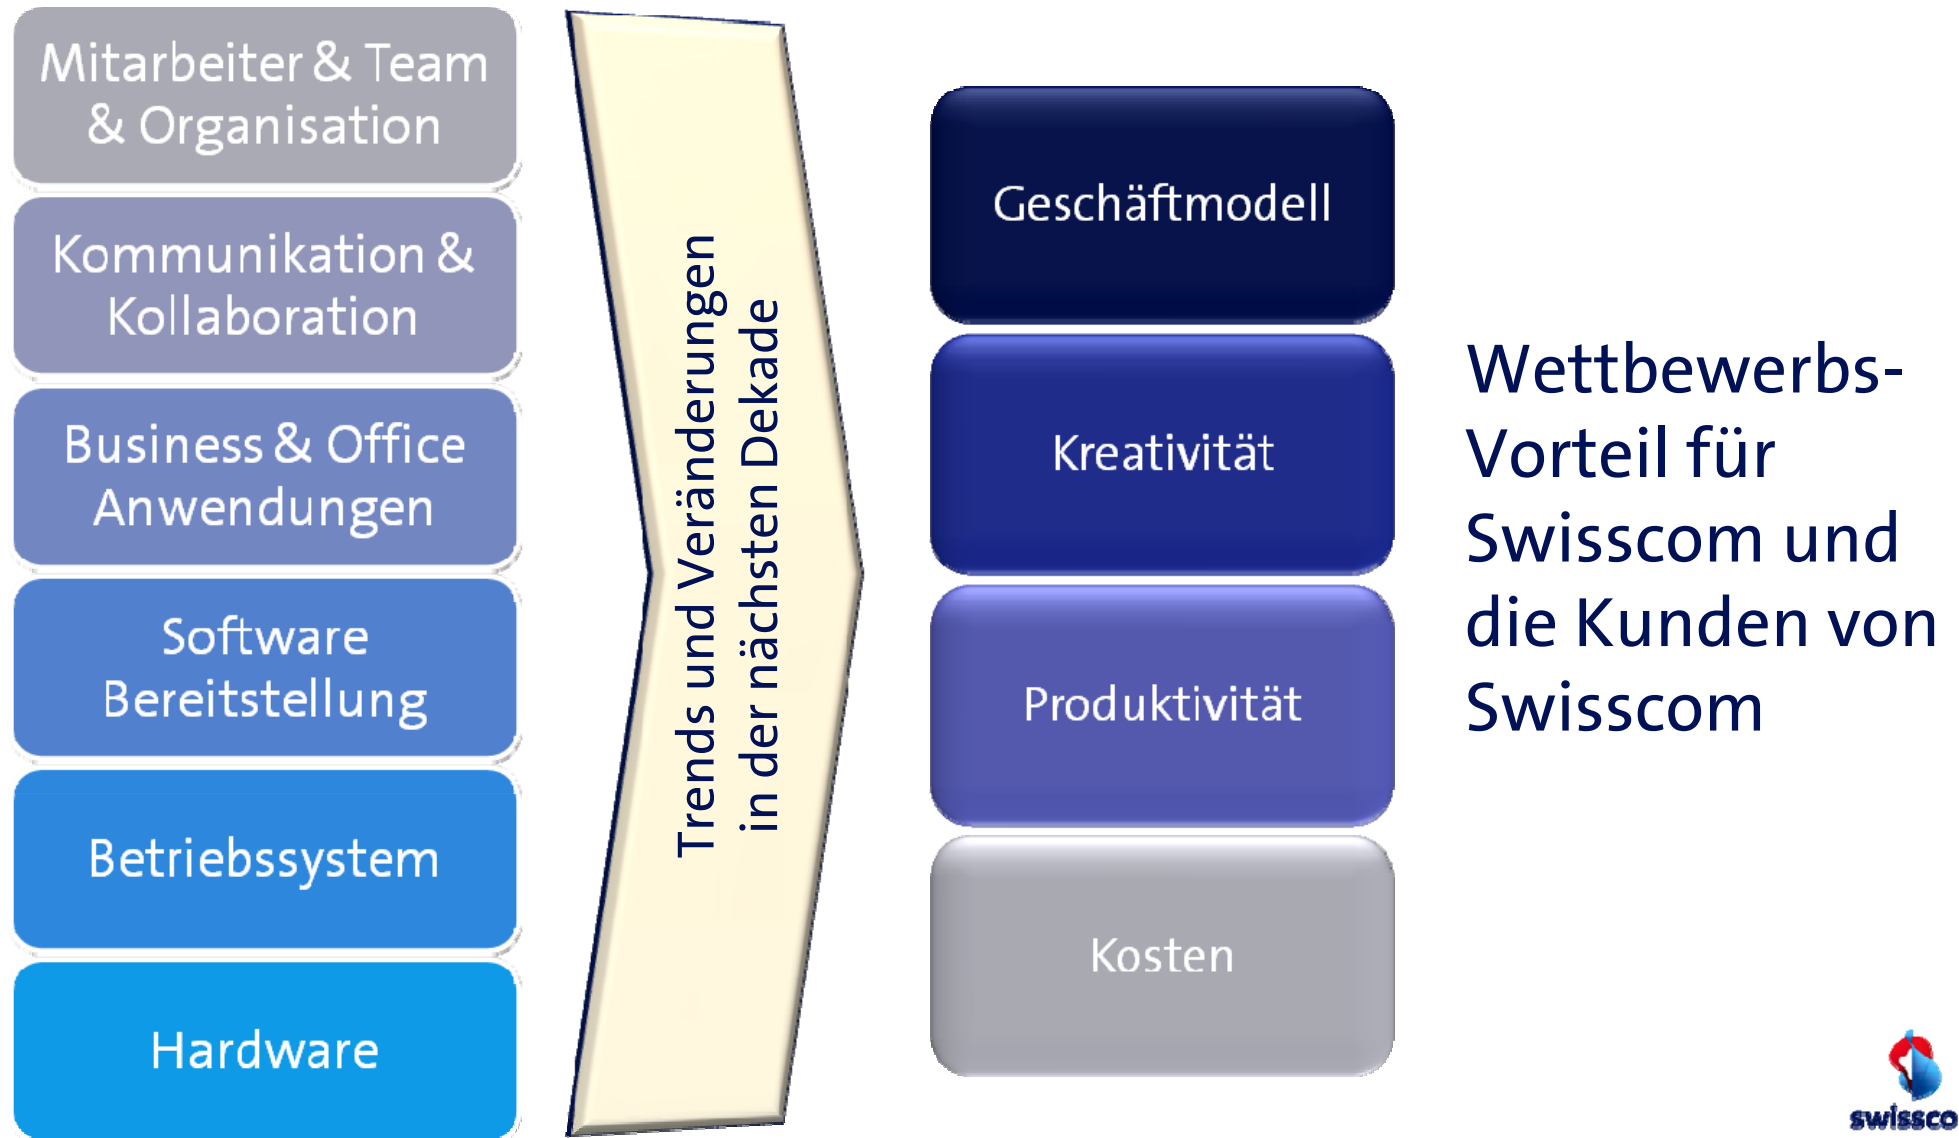 Mitarbeiter & Team
& Organisation
Kommunikation &
Kollaboration
Business & Office
Anwendungen
Software
Bereitstellung
Betriebssystem
Hardware
Trends und Veränderungen
in der nächsten Dekade
Geschäftmodell
Kreativität
Produktivität
Kosten
Wettbewerbs-
Vorteil für
Swisscom und
die Kunden von
Swisscom
swissco